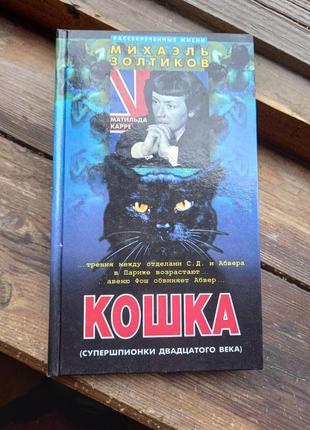 РАССЕКРЕЧЕННЫЕ ЖИЗНИ
МИХАЭЛЬ
ЗОЛТИКОВ
МАТИЛЬДА
КАРРЕ
...трения между отделами С.Д. и Абвера
в Париже возрастают...
...авеню Фош обвиняет Абвер...
КОШКА
(СУПЕРШПИОНКИ ДВАДЦАТОГО ВЕКА)